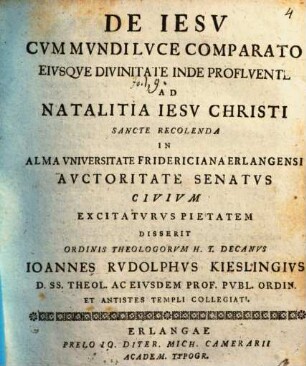 4
DE IESV
CVM MVNDI LVCE COMPARATO
EIVSQVE DIVINITATE INDE PROFLVENTE
AD
NATALITIA IESV CHRISTI
SANCTE RECOLENDA
IN
ALMA VNIVERSITATE FRIDERICIANA ERLANGENSI
AVCTORITATE SENATVS
CIVIVM
EXCITATVRVS PIETATEM
DISSERIT
ORDINIS THEOLOGORVM H. T. DECANVS
IOANNES RVDOLPHVS KIESLINGIVS
D. SS. THEOL. AC EIVSDEM PROF. PVBL. ORDIN.
ET ANTISTES TEMPLI COLLEGIATI.
ERLANGAE
PRELO IO. DITER. MICH. CAMERARII
ACADEM. TYPOGR.